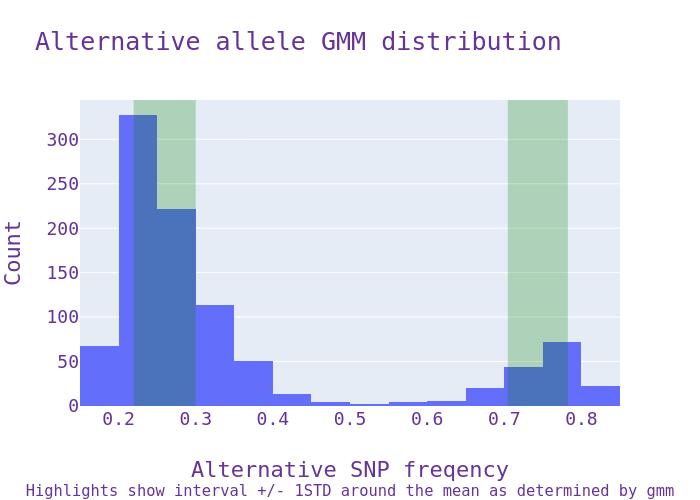 Alternative allele GMM distribution
Count
300
250
200
150
100
50
0
0.2 0.3 0.4 0.5 0.6 0.7 0.8
Alternative SNP freqency
Highlights show interval +/- 1STD around the mean as determined by gmm